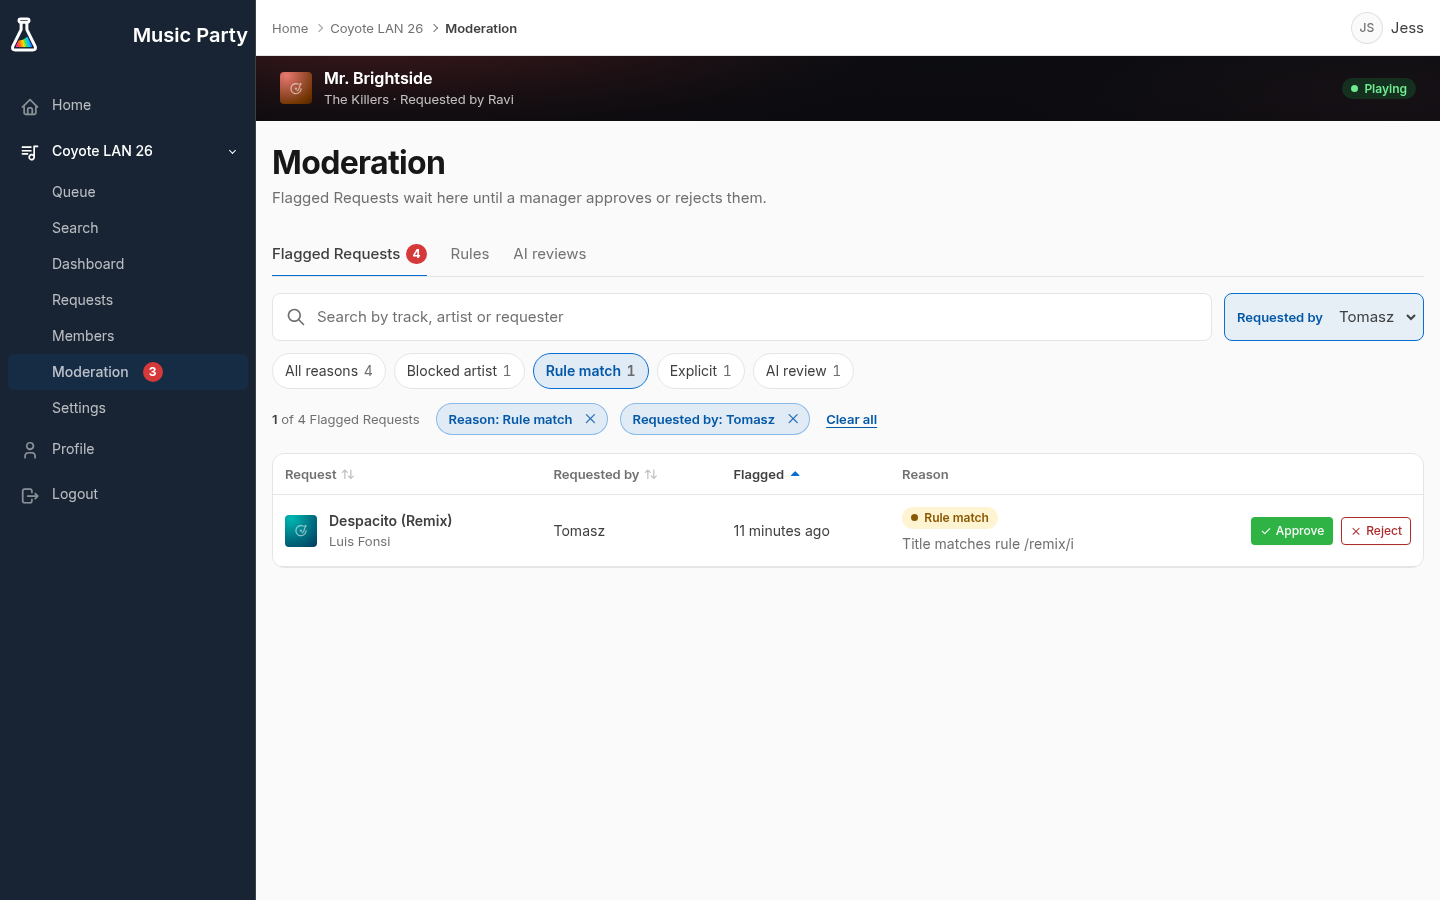 Music Party
Home
Coyote LAN 26
Queue
Search
Dashboard
Requests
Members
Moderation 3
Settings
Profile
Logout
Home Coyote LAN 26 Moderation
JS Jess
Mr. Brightside
The Killers · Requested by Ravi
Playing
Moderation
Flagged Requests wait here until a manager approves or rejects them.
Flagged Requests 4 Rules AI reviews
Search by track, artist or requester
Requested by Tomasz
All reasons 4 Blocked artist 1 Rule match 1 Explicit 1 AI review 1
1 of 4 Flagged Requests Reason: Rule match Requested by: Tomasz Clear all
Request Requested by Flagged Reason
Despacito (Remix)
Luis Fonsi
Tomasz
11 minutes ago
Rule match
Title matches rule /remix/i
Approve Reject